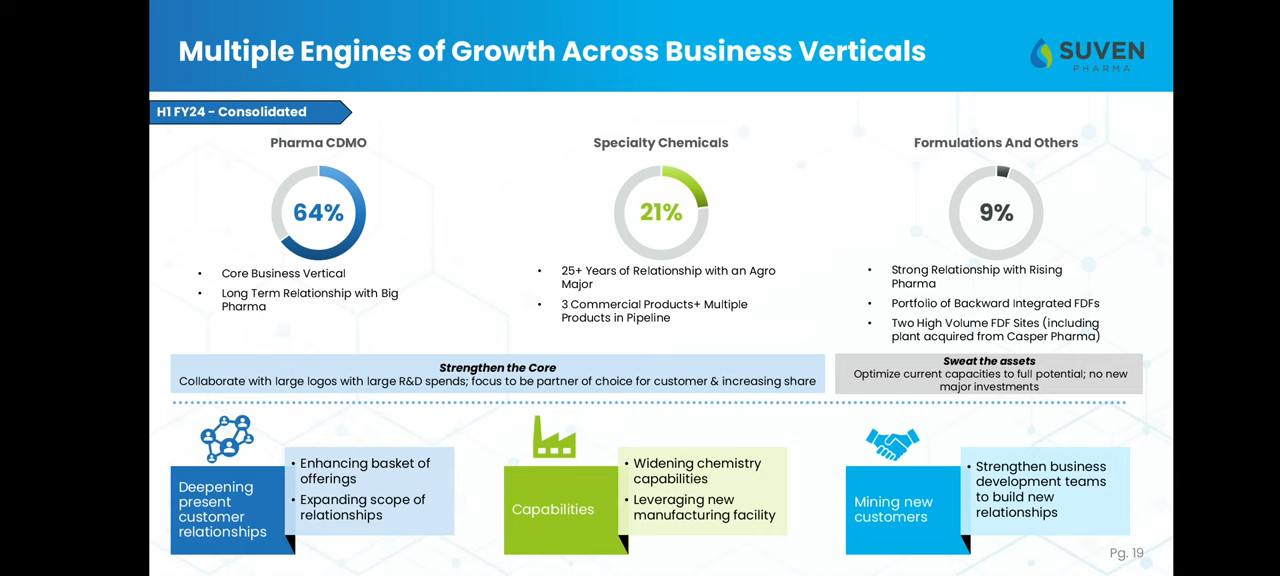 Multiple Engines of Growth Across Business Verticals
SUVEN
PHARMA
H1 FY24 - Consolidated
Pharma CDMO
64%
• Core Business Vertical
• Long Term Relationship with Big
Pharma
Specialty Chemicals
21%
• 25+ Years of Relationship with an Agro
Major
• 3 Commercial Products+ Multiple
Products in Pipeline
Formulations And Others
9%
• Strong Relationship with Rising
Pharma
• Portfolio of Backward Integrated FDFs
• Two High Volume FDF Sites (including
plant acquired from Casper Pharma)
Strengthen the Core
Collaborate with large logos with large R&D spends; focus to be partner of choice for customer & increasing share
Sweat the assets
Optimize current capacities to full potential; no new
major investments
Deepening
present
customer
relationships
• Enhancing basket of
offerings
• Expanding scope of
relationships
Capabilities
• Widening chemistry
capabilities
• Leveraging new
manufacturing facility
Mining new
customers
• Strengthen business
development teams
to build new
relationships
Pg. 19